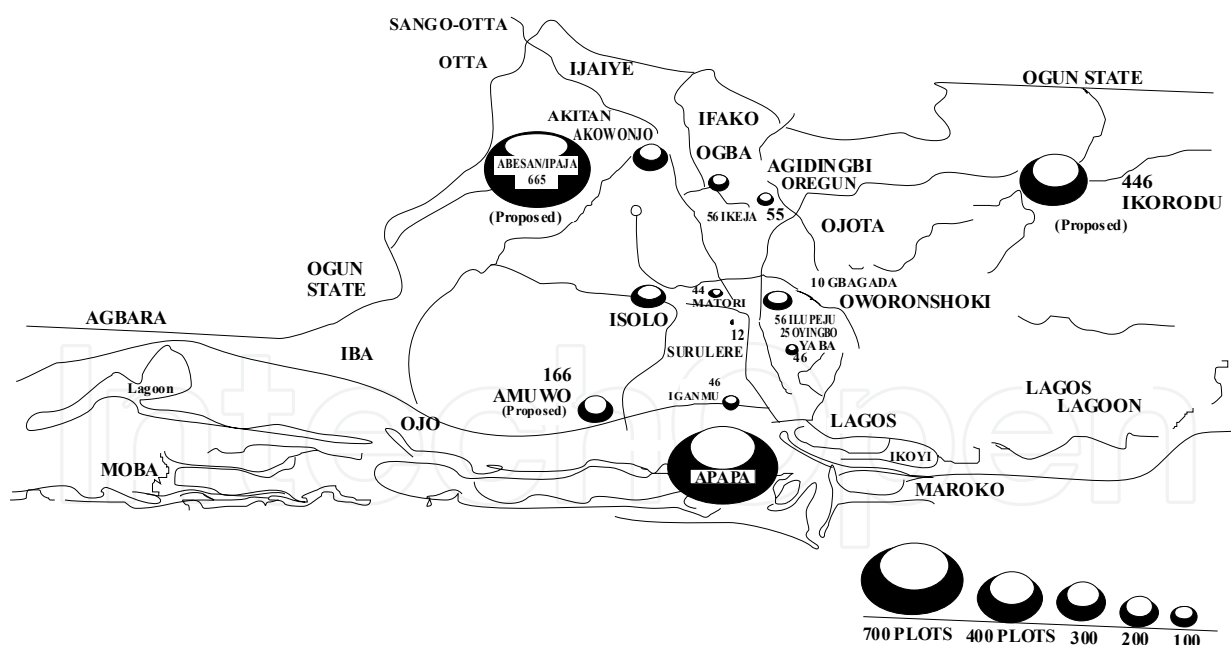 SANGO-OTTA
OTTA
IJAIYE
OGUN STATE
AKITAN
AKOWONJO
IFAKO
OGBA
ABESAN/IPAJA
665
(Proposed)
AGIDINGBI
OREGUN
446
IKORODU
(Proposed)
56 IKEJA
55
OJOTA
OGUN
STATE
10 GBAGADA
44
MATORI
OWORONSHOKI
ISOLO
56 ILUPEJU
25 OYINGBO
YABA
46
12
SURULERE
AGBARA
IBA
Lagoon
166
AMUWO
(Proposed)
46
IGANMU
LAGOS
LAGOON
OJO
LAGOS
IKOYI
MOBA
APAPA
MAROKO
IntechOpen
700 PLOTS
400 PLOTS
300
200
100